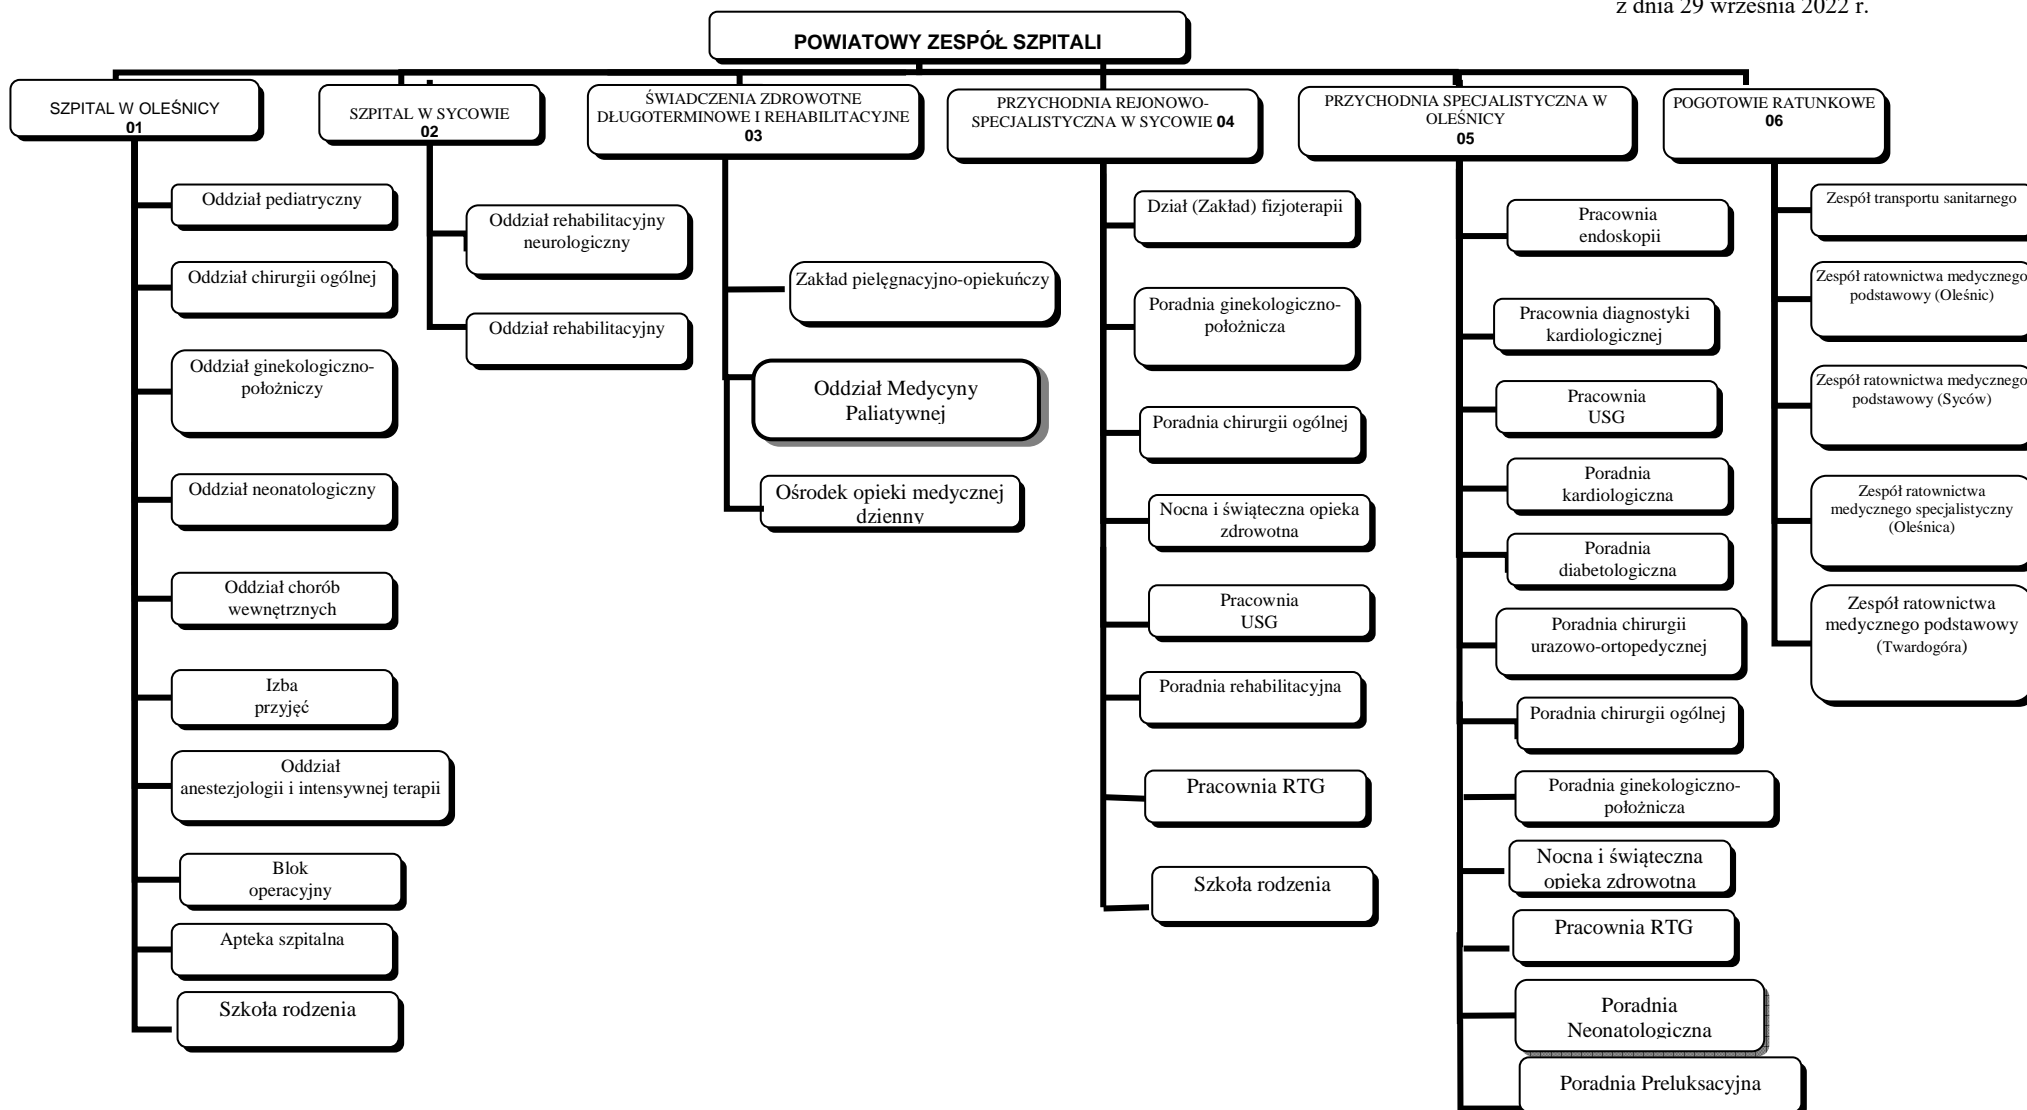 z dnia 29 września 2022 r.
POWIATOWY ZESPÓŁ SZPITALI
SZPITAL W OLEŚNICY
01
Oddział pediatryczny
Oddział chirurgii ogólnej
Oddział ginekologiczno-
położniczy
Oddział neonatologiczny
Oddział chorób
wewnętrznych
Izba
przyjęć
Oddział
anestezjologii i intensywnej terapii
Blok
operacyjny
Apteka szpitalna
Szkoła rodzenia
SZPITAL W SYCOWIE
02
Oddział rehabilitacyjny
neurologiczny
Oddział rehabilitacyjny
ŚWIADCZENIA ZDROWOTNE
DŁUGOTERMINOWE I REHABILITACYJNE
03
Zakład pielęgnacyjno-opiekuńczy
Oddział Medycyny
Paliatywnej
Ośrodek opieki medycznej
dzienny
PRZYCHODNIA REJONOWO-
SPECJALISTYCZNA W SYCOWIE 04
Dział (Zakład) fizjoterapii
Poradnia ginekologiczno-
położnicza
Poradnia chirurgii ogólnej
Nocna i świąteczna opieka
zdrowotna
Pracownia
USG
Poradnia rehabilitacyjna
Pracownia RTG
Szkoła rodzenia
PRZYCHODNIA SPECJALISTYCZNA W
OLEŚNICY
05
Pracownia
endoskopii
Pracownia diagnostyki
kardiologicznej
Pracownia
USG
Poradnia
kardiologiczna
Poradnia
diabetologiczna
Poradnia chirurgii
urazowo-ortopedycznej
Poradnia chirurgii ogólnej
Poradnia ginekologiczno-
położnicza
Nocna i świąteczna
opieka zdrowotna
Pracownia RTG
Poradnia
Neonatologiczna
Poradnia Preluksacyjna
POGOTOWIE RATUNKOWE
06
Zespół transportu sanitarnego
Zespół ratownictwa medycznego
podstawowy (Oleśnic)
Zespół ratownictwa medycznego
podstawowy (Syców)
Zespół ratownictwa
medycznego specjalistyczny
(Oleśnica)
Zespół ratownictwa
medycznego podstawowy
(Twardogóra)